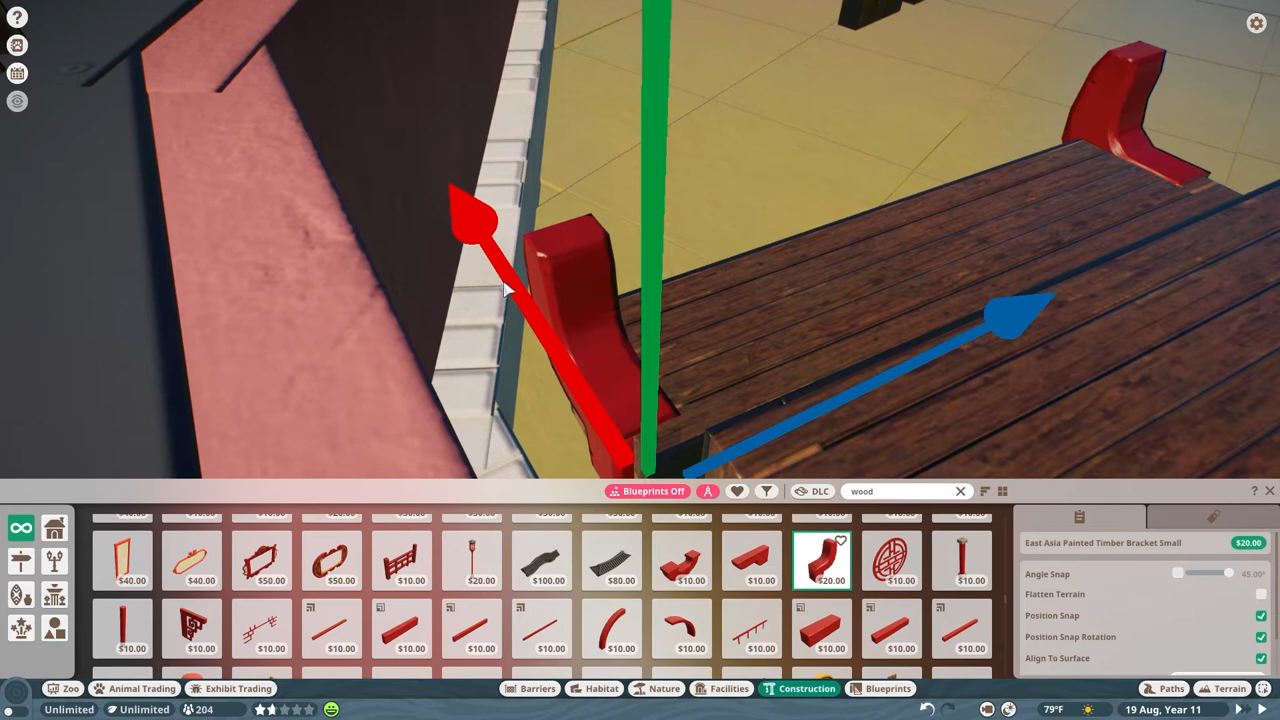 Blueprints Off
DLC
wood
?
$40.00 $40.00 $50.00 $50.00 $10.00 $20.00 $100.00 $80.00 $10.00 $10.00 $20.00 $10.00 $10.00
$10.00 $10.00 $10.00 $10.00 $10.00 $10.00 $10.00 $10.00 $10.00 $10.00 $10.00 $10.00 $10.00
East Asia Painted Timber Bracket Small $20.00
Angle Snap 45.00°
Flatten Terrain
Position Snap
Position Snap Rotation
Align To Surface
Zoo Animal Trading Exhibit Trading Barriers Habitat Nature Facilities Construction Blueprints Paths Terrain
Unlimited Unlimited 204 79°F 19 Aug, Year 11